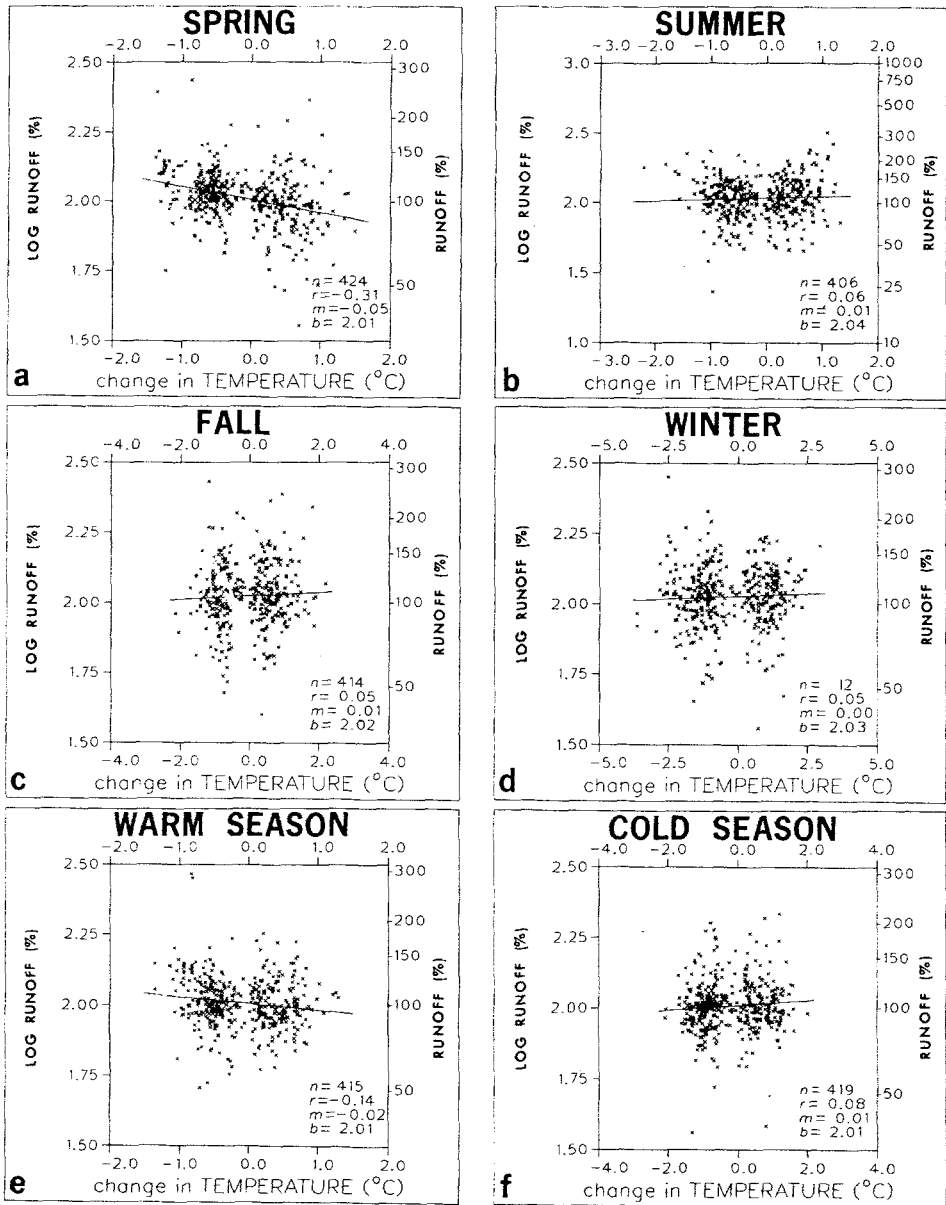 SPRING
-2.0 -1.0 0.0 1.0 2.0
2.50 2.25 2.00 1.75 1.50
LOG RUNOFF (%)
300 200 150 100 50
RUNOFF (%)
n= 424
r=-0.31
m=-0.05
b= 2.01
-2.0 -1.0 0.0 1.0 2.0
a change in TEMPERATURE (°C)
SUMMER
-3.0 -2.0 -1.0 0.0 1.0 2.0
3.0 2.5 2.0 1.5 1.0
LOG RUNOFF (%)
1000 750 500 300 200 150 100 50 25 10
RUNOFF (%)
n= 406
r= 0.06
m= 0.01
b= 2.04
-3.0 -2.0 -1.0 0.0 1.0 2.0
b change in TEMPERATURE (°C)
FALL
-4.0 -2.0 0.0 2.0 4.0
2.50 2.25 2.00 1.75 1.50
LOG RUNOFF (%)
300 200 150 100 50
RUNOFF (%)
n= 414
r= 0.05
m= 0.01
b= 2.02
-4.0 -2.0 0.0 2.0 4.0
c change in TEMPERATURE (°C)
WINTER
-5.0 -2.5 0.0 2.5 5.0
2.50 2.25 2.00 1.75 1.50
LOG RUNOFF (%)
300 200 150 100 50
RUNOFF (%)
n= 12
r= 0.05
m= 0.00
b= 2.03
-5.0 -2.5 0.0 2.5 5.0
d change in TEMPERATURE (°C)
WARM SEASON
-2.0 -1.0 0.0 1.0 2.0
2.50 2.25 2.00 1.75 1.50
LOG RUNOFF (%)
300 200 150 100 50
RUNOFF (%)
n= 415
r=-0.14
m=-0.02
b= 2.01
-2.0 -1.0 0.0 1.0 2.0
e change in TEMPERATURE (°C)
COLD SEASON
-4.0 -2.0 0.0 2.0 4.0
2.50 2.25 2.00 1.75 1.50
LOG RUNOFF (%)
300 200 150 100 50
RUNOFF (%)
n= 419
r= 0.08
m= 0.01
b= 2.01
-4.0 -2.0 0.0 2.0 4.0
f change in TEMPERATURE (°C)